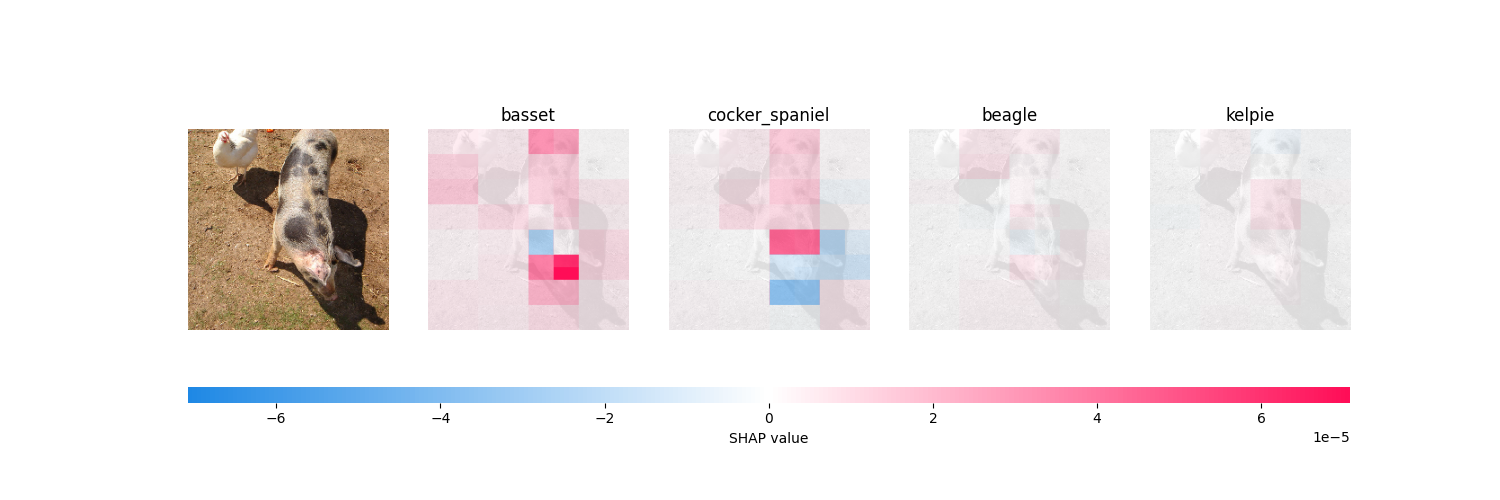 basset
cocker_spaniel
beagle
kelpie
−6 −4 −2 0 2 4 6
1e−5
SHAP value